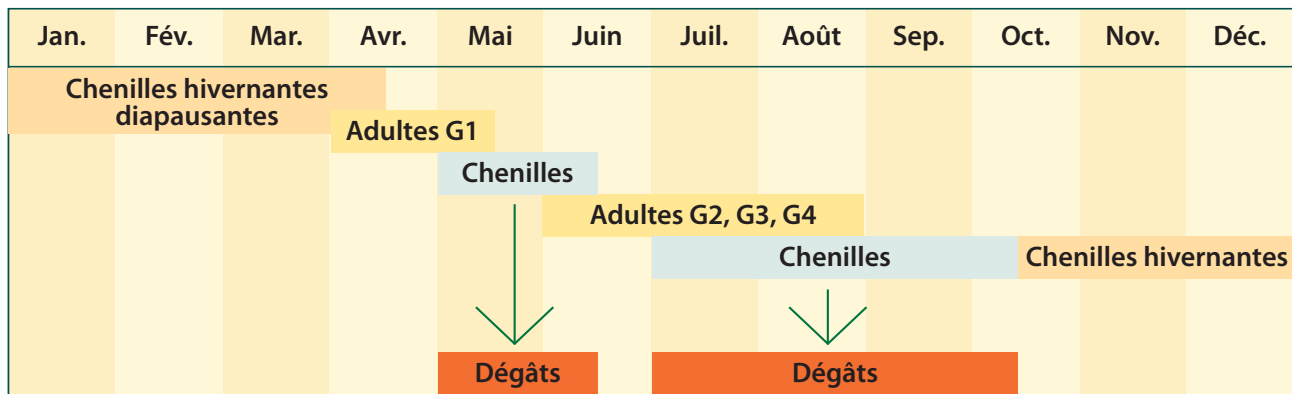 Jan. Fév. Mar. Avr. Mai Juin Juil. Août Sep. Oct. Nov. Déc.
Chenilles hivernantes
diapausantes
Adultes G1
Chenilles
Adultes G2, G3, G4
Chenilles Chenilles hivernantes
Dégâts Dégâts